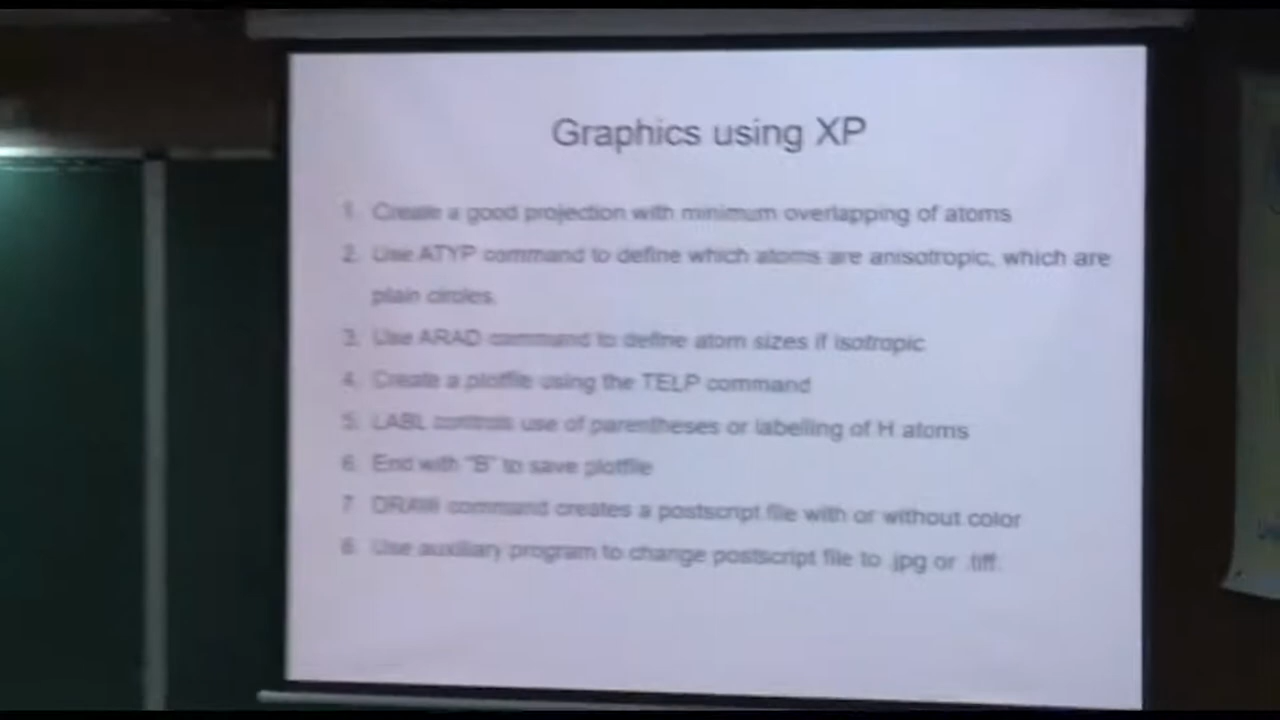 Graphics using XP
1. Create a good projection with minimum overlapping of atoms
2. Use ATYP command to define which atoms are anisotropic, which are
plain circles.
3. Use ARAD command to define atom sizes if isotropic
4. Create a plotfile using the TELP command
5. LABL controls use of parentheses or labelling of H atoms
6. End with "B" to save plotfile
7. DRAW command creates a postscript file with or without color
8. Use auxiliary program to change postscript file to .jpg or .tiff.